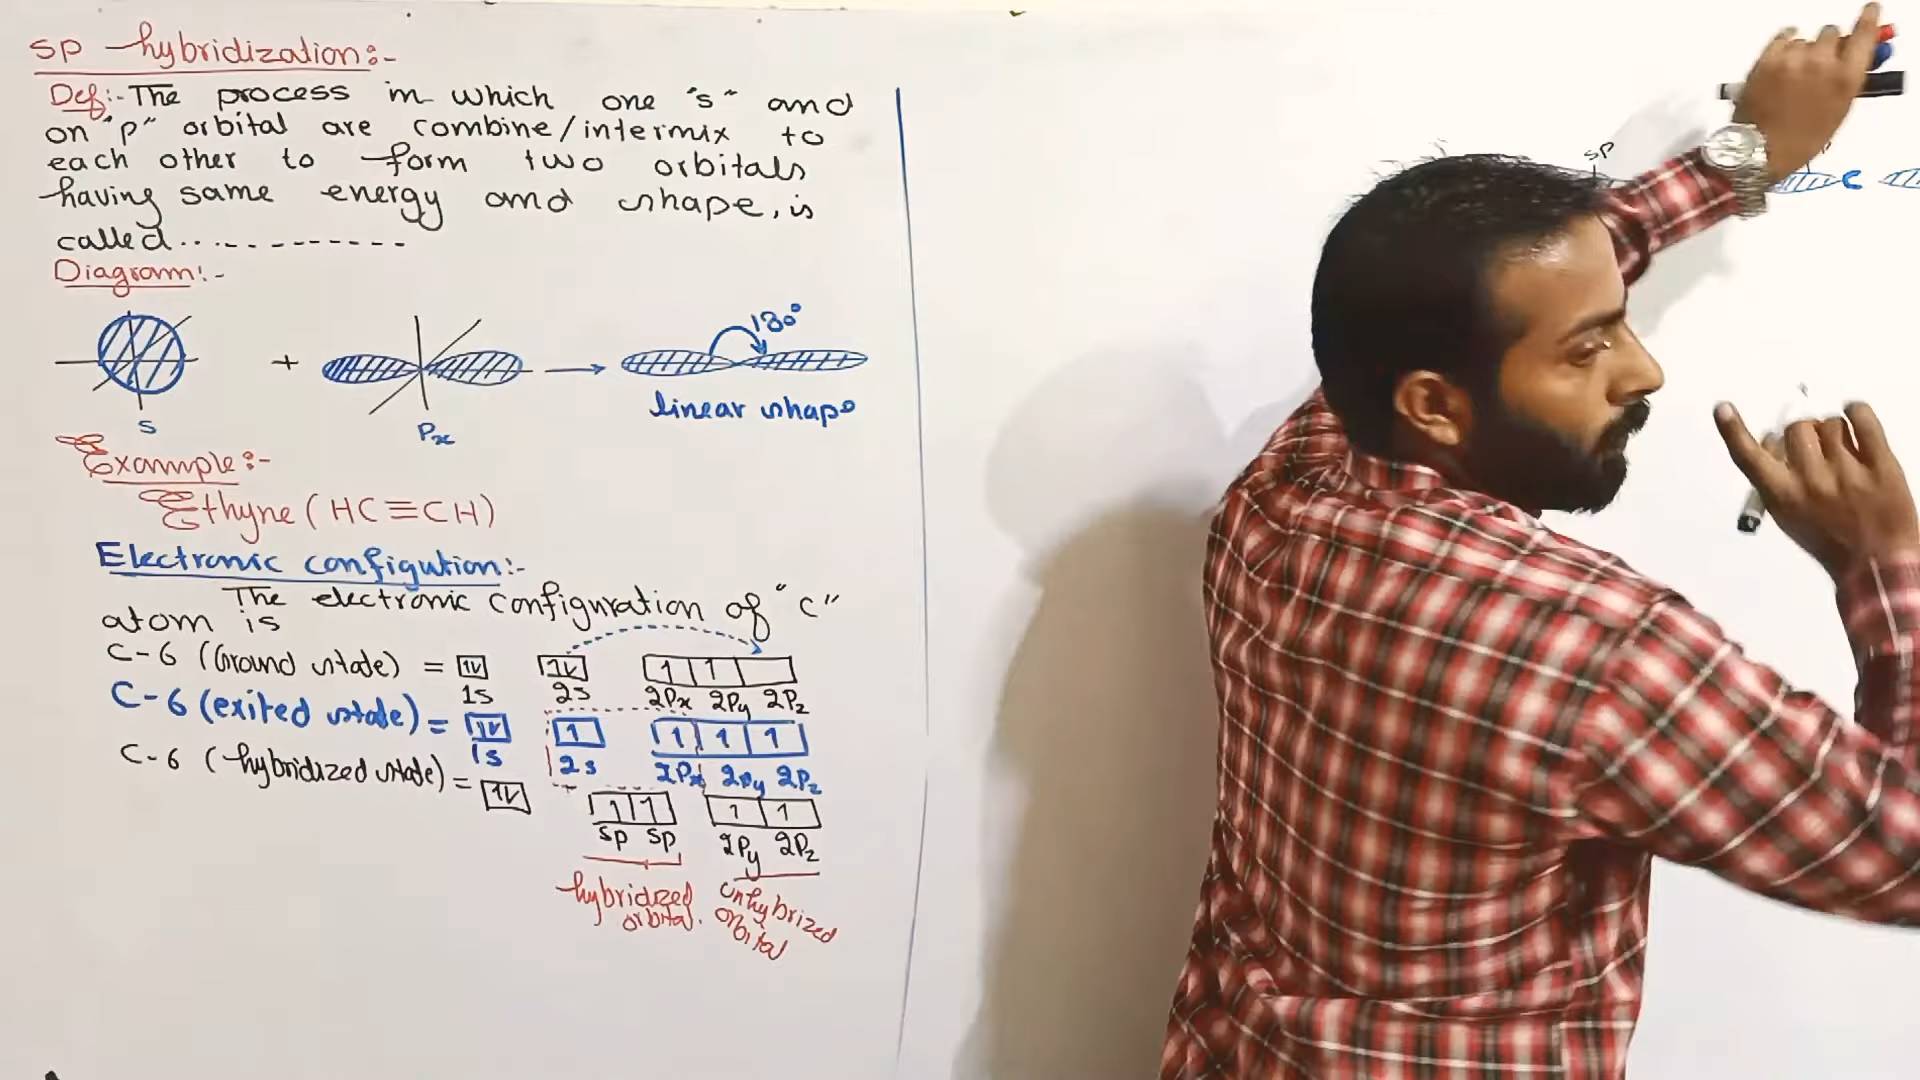 sp hybridization:-
Def:- The process in which one "s" and
on "p" orbital are combine/intermix to
each other to form two orbitals
having same energy and shape, is
called...------------
Diagram:-
180°
+
linear shape
s
Px
Example:-
Ethyne (HC≡CH)
Electronic configution:-
The electronic configuration of "C"
atom is
C-6 (Ground state) = 1s 2s 2Px 2Py 2Pz
C-6 (exited state) = 1s 2s 2Px 2Py 2Pz
C-6 (hybridized state) =
sp sp 2Py 2Pz
hybridized orbital. unhybrized orbital
sp
C